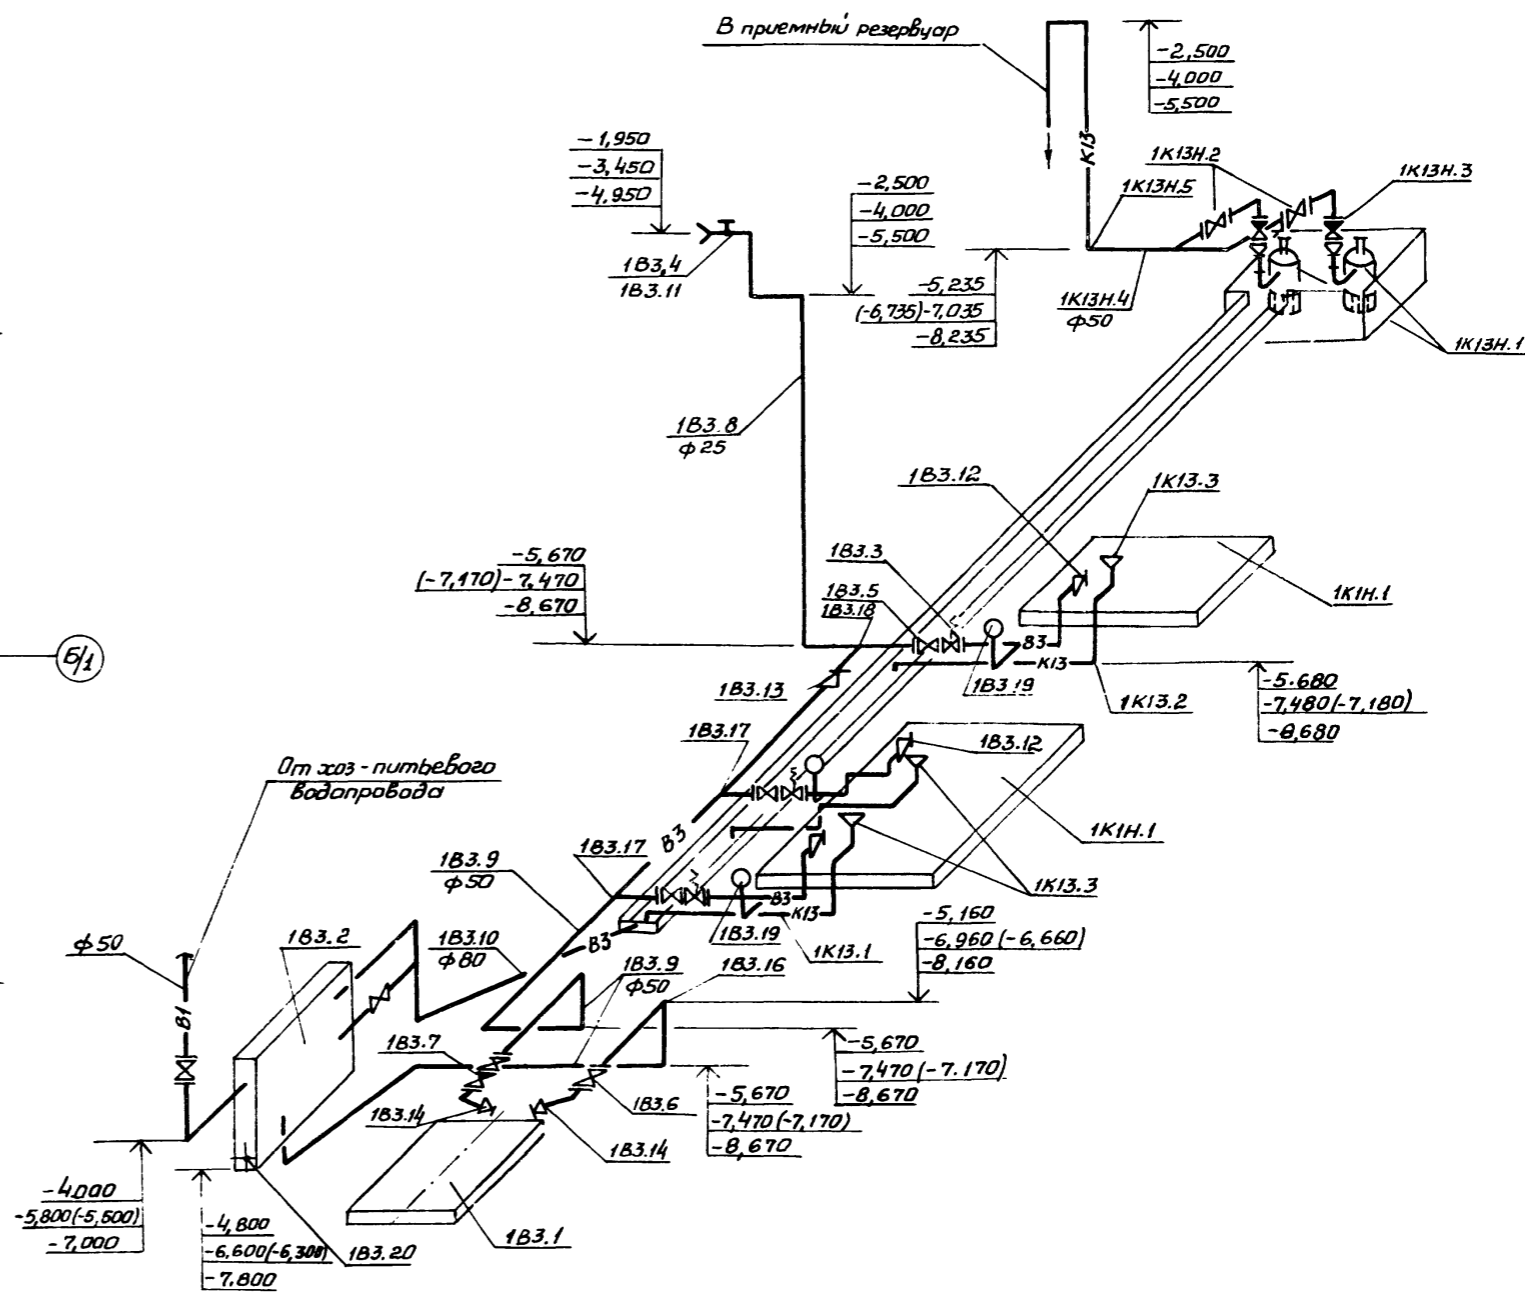 В приемный резервуар
-2,500
-4,000
-5,500
К13
-1,950
-3,450
-4,950
-2,500
-4,000
-5,500
1В3.4
1В3.11
1К13Н.2
1К13Н.5
1К13Н.3
-5,235
(-6,735)-7,035
-8,235
1К13Н.4
ф50
1К13Н.1
1В3.8
ф25
1В3.12
1К13.3
-5,670
(-7,170)-7,470
-8,670
1В3.3
1В3.5
1В3.18
1К1Н.1
Б/1
В3
К13
1В3.13
1В3.19
1К13.2
-5.680
-7,480(-7,180)
-8,680
1В3.17
1В3.12
От хоз-питьевого
водопровода
1К1Н.1
В3
1В3.17
1В3.9
ф50
1К13.3
В3
К13
-5,160
-6,960(-6,660)
-8,160
ф50
1В3.2
1В3.10
ф80
В3
1В3.19
1К13.1
1В3.9
ф50
1В3.16
В1
1В3.7
-5,670
-7,470(-7.170)
-8,670
1В3.14
1В3.6
-5,670
-7,470(-7,170)
-8,670
1В3.14
-4,000
-5,800(-5,500)
-7,000
-4,800
-6,600(-6,300)
-7.800
1В3.20
1В3.1